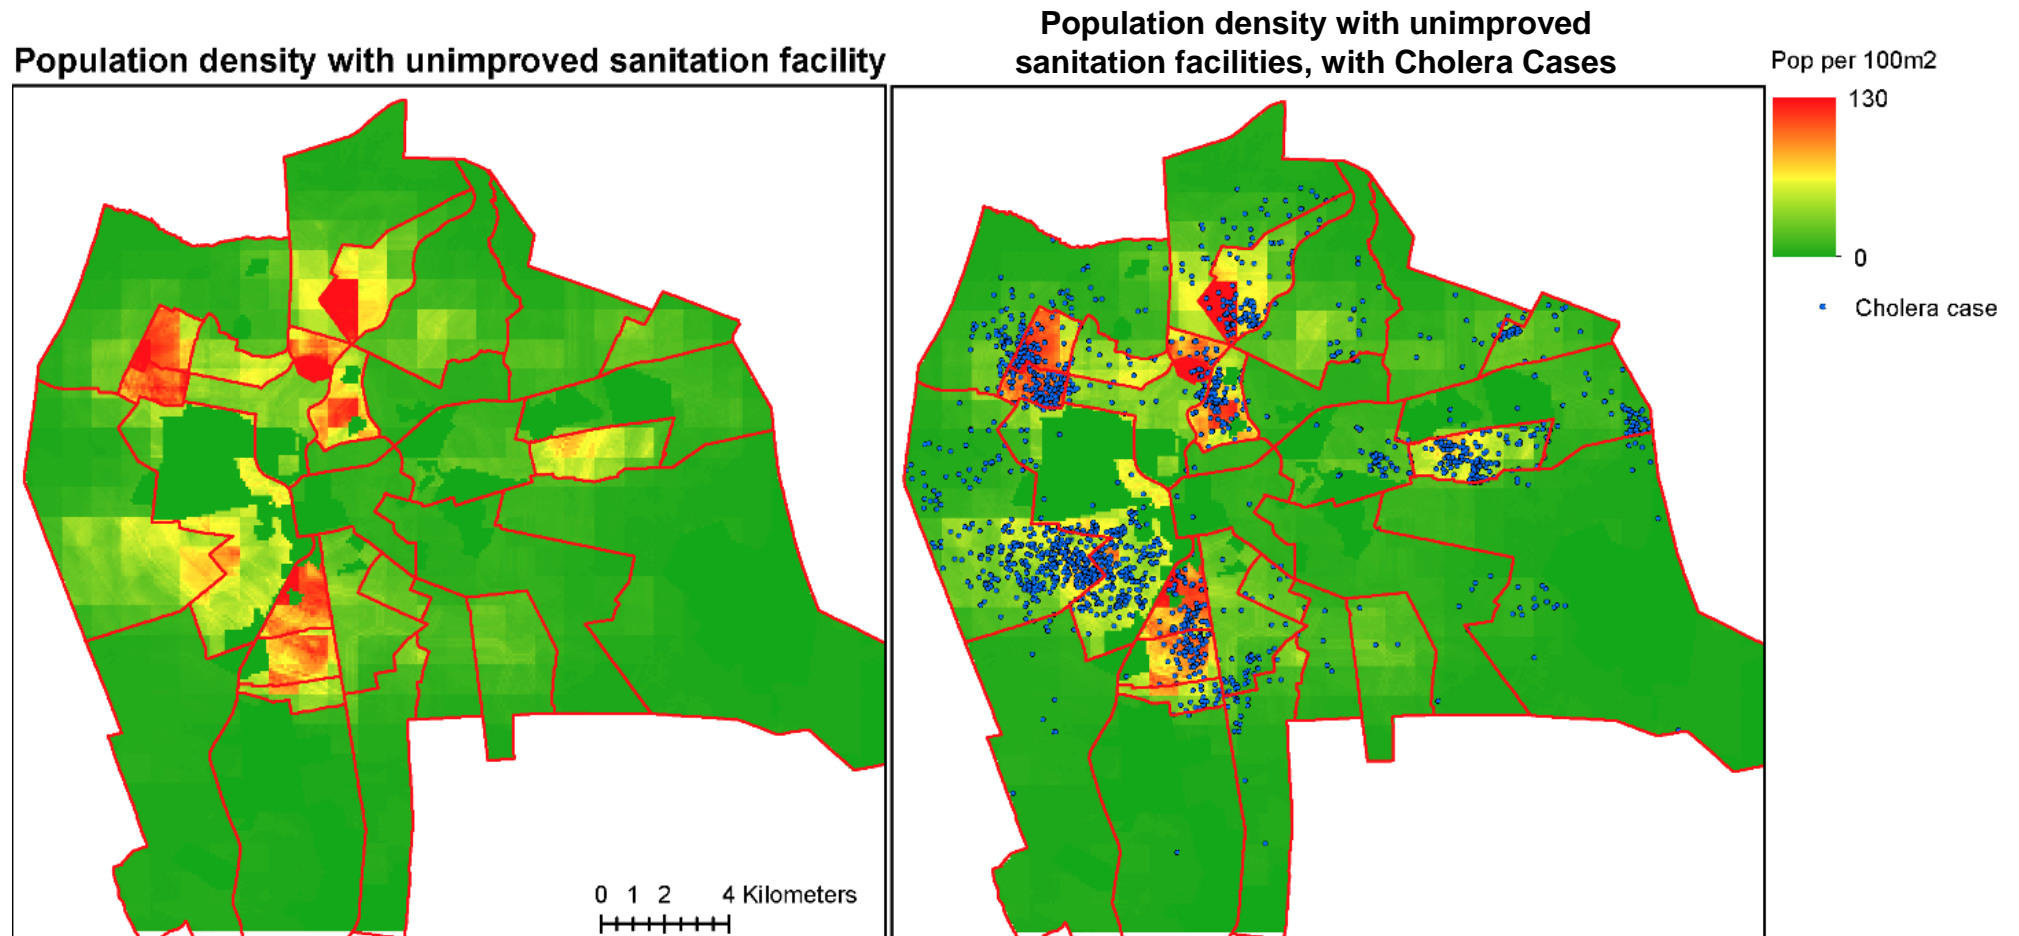 Population density with unimproved sanitation facility
Population density with unimproved
sanitation facilities, with Cholera Cases
Pop per 100m2
130
0
Cholera case
0 1 2 4 Kilometers